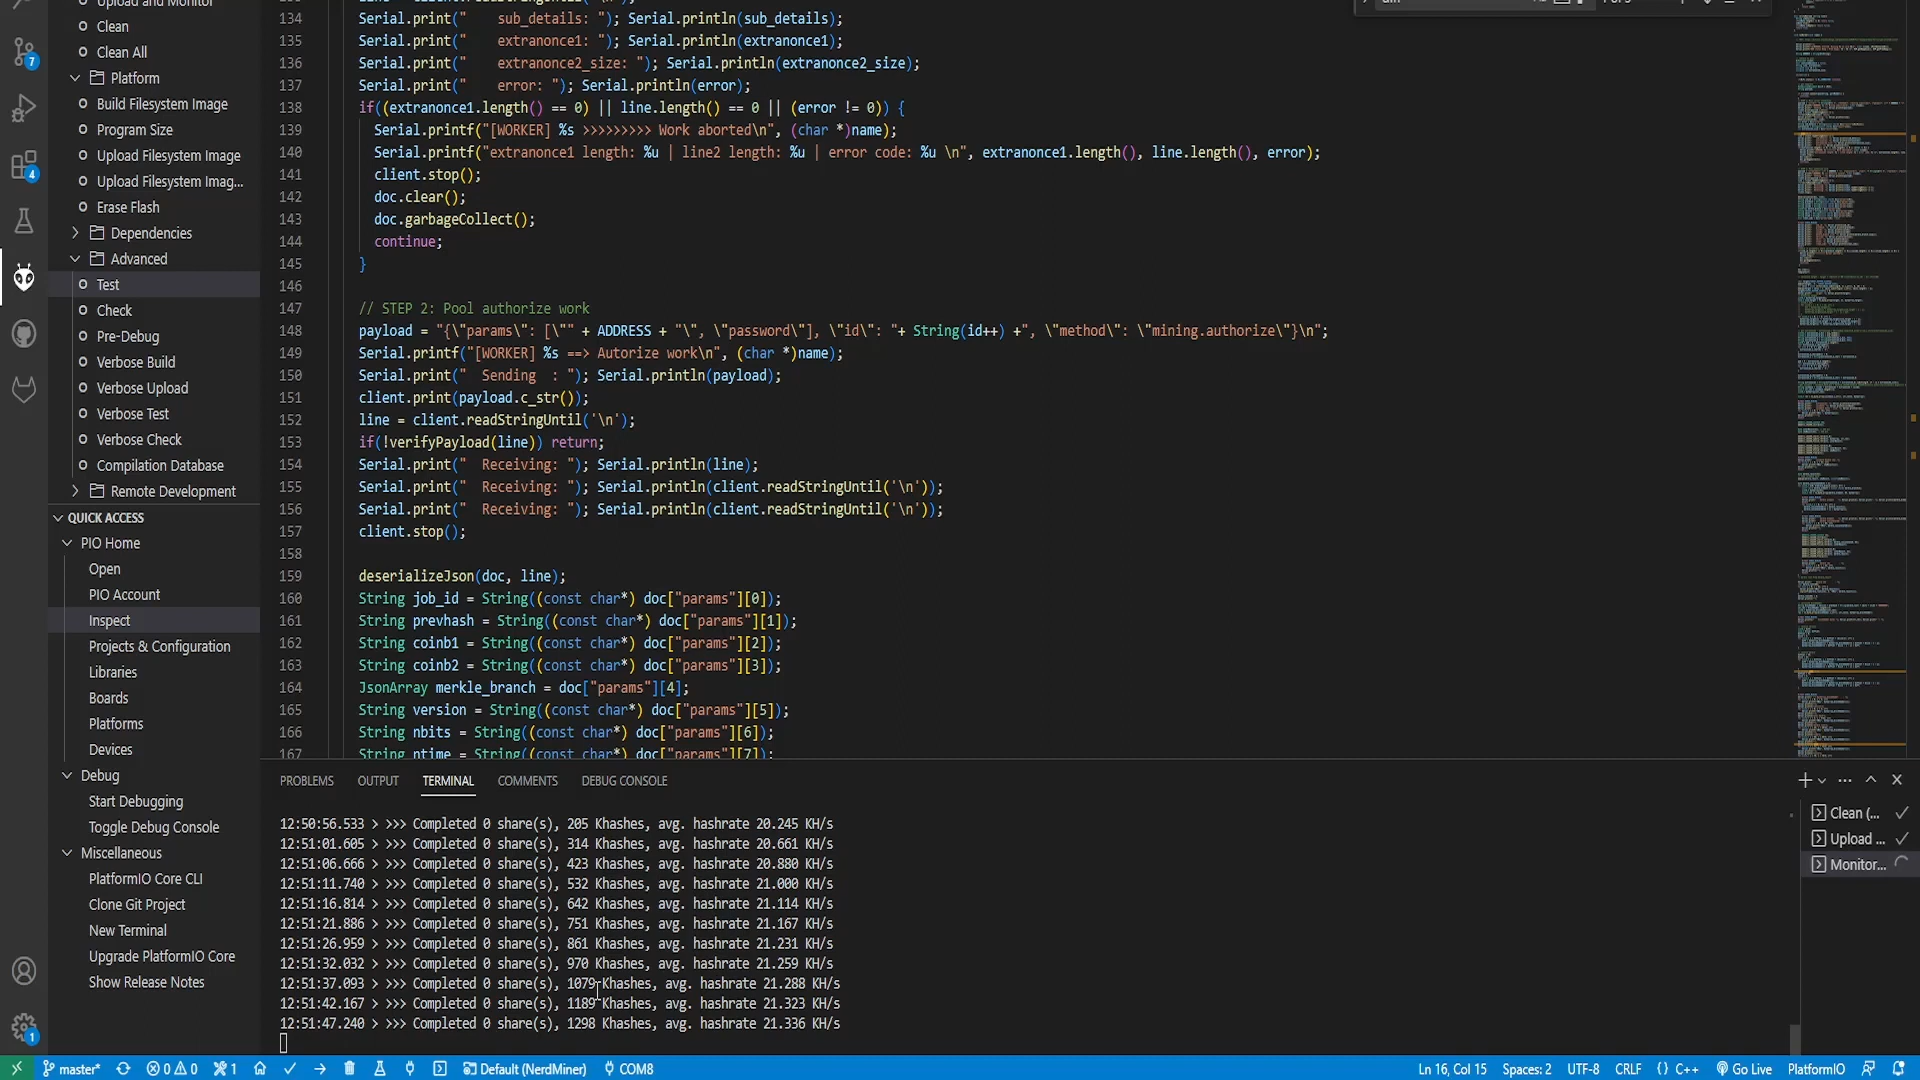 Upload and Monitor
Clean
Clean All
Platform
Build Filesystem Image
Program Size
Upload Filesystem Image
Upload Filesystem Imag...
Erase Flash
Dependencies
Advanced
Test
Check
Pre-Debug
Verbose Build
Verbose Upload
Verbose Test
Verbose Check
Compilation Database
Remote Development
QUICK ACCESS
PIO Home
Open
PIO Account
Inspect
Projects & Configuration
Libraries
Boards
Platforms
Devices
Debug
Start Debugging
Toggle Debug Console
Miscellaneous
PlatformIO Core CLI
Clone Git Project
New Terminal
Upgrade PlatformIO Core
Show Release Notes
7
4
1
134 Serial.print("    sub_details: "); Serial.println(sub_details);
135 Serial.print("    extranonce1: "); Serial.println(extranonce1);
136 Serial.print("    extranonce2_size: "); Serial.println(extranonce2_size);
137 Serial.print("    error: "); Serial.println(error);
138 if((extranonce1.length() == 0) || line.length() == 0 || (error != 0)) {
139 Serial.printf("[WORKER] %s >>>>>>>>> Work aborted\n", (char *)name);
140 Serial.printf("extranonce1 length: %u | line2 length: %u | error code: %u \n", extranonce1.length(), line.length(), error);
141 client.stop();
142 doc.clear();
143 doc.garbageCollect();
144 continue;
145 }
146
147 // STEP 2: Pool authorize work
148 payload = "{\"params\": [\"" + ADDRESS + "\", \"password\"], \"id\": "+ String(id++) +", \"method\": \"mining.authorize\"}\n";
149 Serial.printf("[WORKER] %s ==> Autorize work\n", (char *)name);
150 Serial.print("  Sending  : "); Serial.println(payload);
151 client.print(payload.c_str());
152 line = client.readStringUntil('\n');
153 if(!verifyPayload(line)) return;
154 Serial.print("  Receiving: "); Serial.println(line);
155 Serial.print("  Receiving: "); Serial.println(client.readStringUntil('\n'));
156 Serial.print("  Receiving: "); Serial.println(client.readStringUntil('\n'));
157 client.stop();
158
159 deserializeJson(doc, line);
160 String job_id = String((const char*) doc["params"][0]);
161 String prevhash = String((const char*) doc["params"][1]);
162 String coinb1 = String((const char*) doc["params"][2]);
163 String coinb2 = String((const char*) doc["params"][3]);
164 JsonArray merkle_branch = doc["params"][4];
165 String version = String((const char*) doc["params"][5]);
166 String nbits = String((const char*) doc["params"][6]);
167 String ntime = String((const char*) doc["params"][7]);
PROBLEMS OUTPUT TERMINAL COMMENTS DEBUG CONSOLE
12:50:56.533 > >>> Completed 0 share(s), 205 Khashes, avg. hashrate 20.245 KH/s
12:51:01.605 > >>> Completed 0 share(s), 314 Khashes, avg. hashrate 20.661 KH/s
12:51:06.666 > >>> Completed 0 share(s), 423 Khashes, avg. hashrate 20.880 KH/s
12:51:11.740 > >>> Completed 0 share(s), 532 Khashes, avg. hashrate 21.000 KH/s
12:51:16.814 > >>> Completed 0 share(s), 642 Khashes, avg. hashrate 21.114 KH/s
12:51:21.886 > >>> Completed 0 share(s), 751 Khashes, avg. hashrate 21.167 KH/s
12:51:26.959 > >>> Completed 0 share(s), 861 Khashes, avg. hashrate 21.231 KH/s
12:51:32.032 > >>> Completed 0 share(s), 970 Khashes, avg. hashrate 21.259 KH/s
12:51:37.093 > >>> Completed 0 share(s), 1079 Khashes, avg. hashrate 21.288 KH/s
12:51:42.167 > >>> Completed 0 share(s), 1189 Khashes, avg. hashrate 21.323 KH/s
12:51:47.240 > >>> Completed 0 share(s), 1298 Khashes, avg. hashrate 21.336 KH/s
Clean (...
Upload ...
Monitor...
master* 0 0 1 Default (NerdMiner) COM8 Ln 16, Col 15 Spaces: 2 UTF-8 CRLF {} C++ Go Live PlatformIO